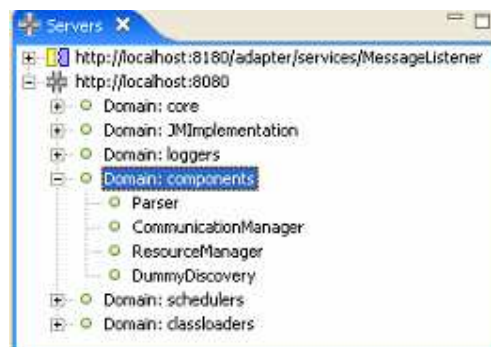 Servers
http://localhost:8180/adapter/services/MessageListener
http://localhost:8080
Domain: core
Domain: JMImplementation
Domain: loggers
Domain: components
Parser
CommunicationManager
ResourceManager
DummyDiscovery
Domain: schedulers
Domain: classloaders